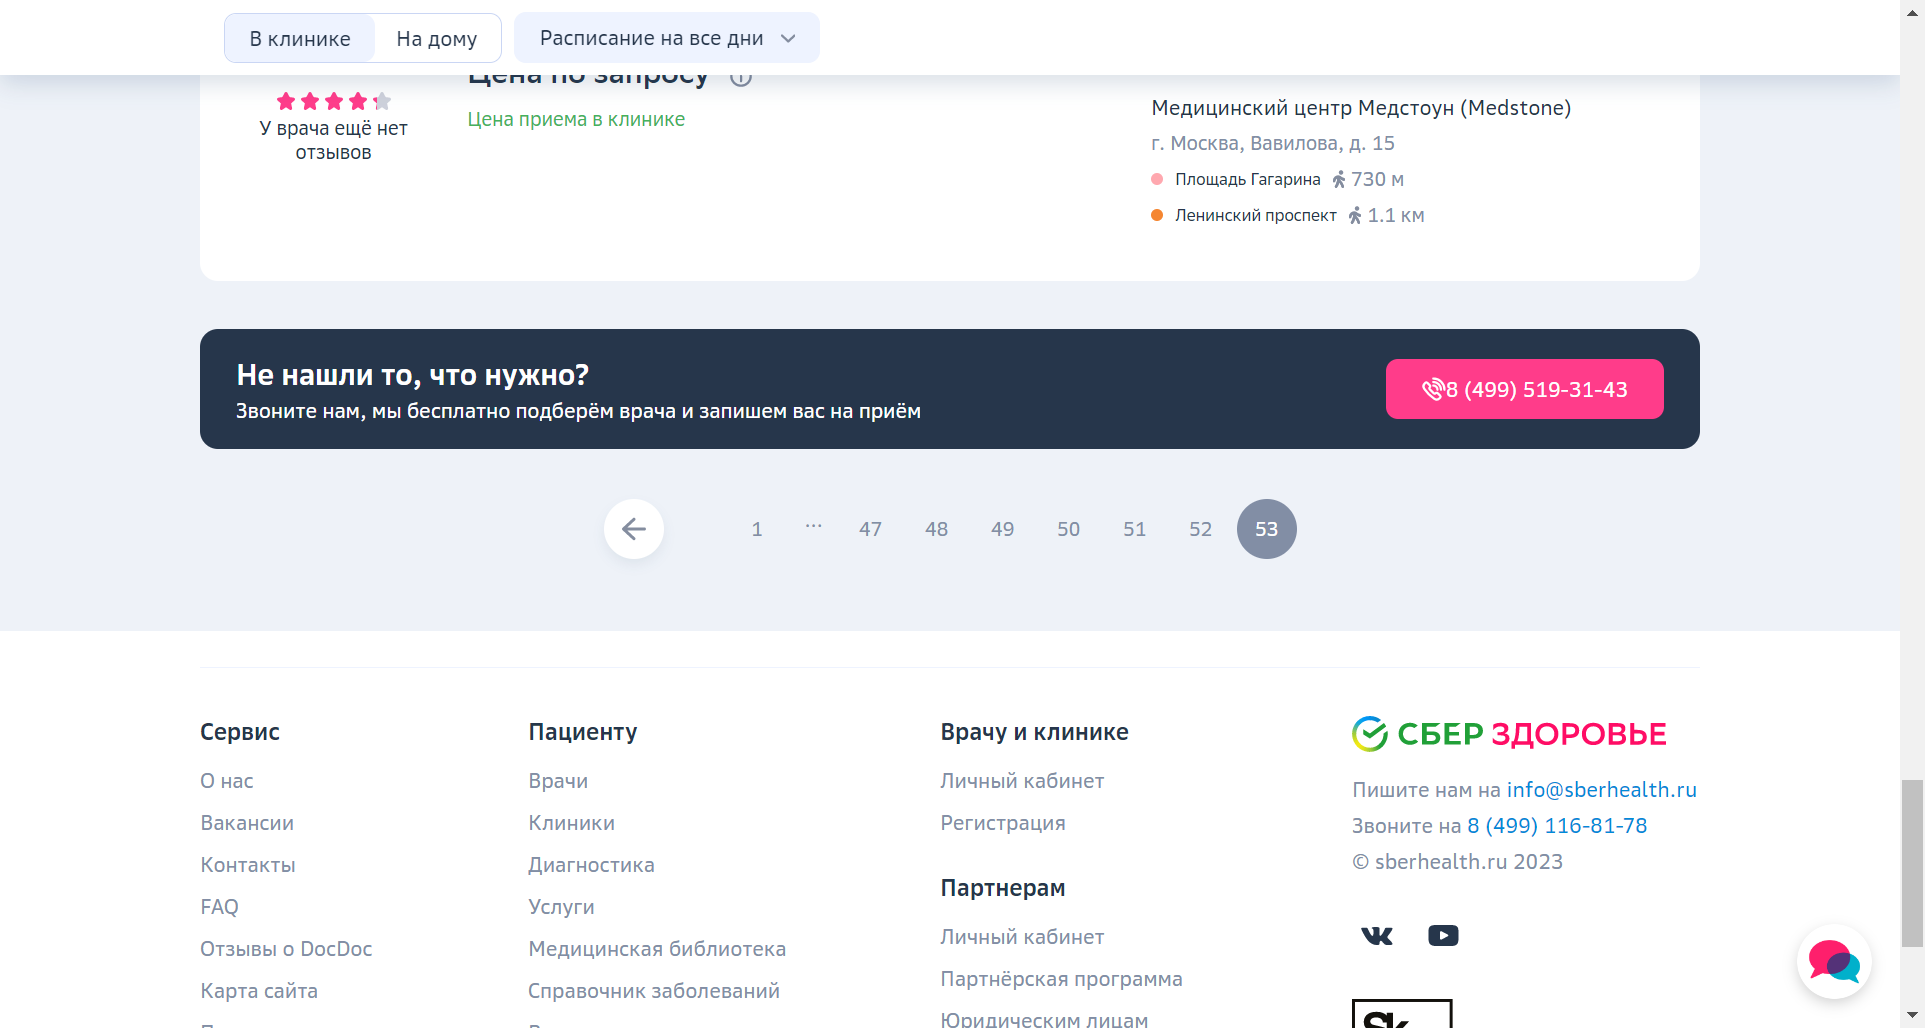 В клинике
На дому
Расписание на все дни
Цена по запросу
У врача ещё нет
отзывов
Цена приема в клинике
Медицинский центр Медстоун (Medstone)
г. Москва, Вавилова, д. 15
Площадь Гагарина 730 м
Ленинский проспект 1.1 км
Не нашли то, что нужно?
Звоните нам, мы бесплатно подберём врача и запишем вас на приём
8 (499) 519-31-43
1 ... 47 48 49 50 51 52 53
Сервис
О нас
Вакансии
Контакты
FAQ
Отзывы о DocDoc
Карта сайта
Пациенту
Врачи
Клиники
Диагностика
Услуги
Медицинская библиотека
Справочник заболеваний
Врачу и клинике
Личный кабинет
Регистрация
Партнерам
Личный кабинет
Партнёрская программа
Юридическим лицам
СБЕР ЗДОРОВЬЕ
Пишите нам на info@sberhealth.ru
Звоните на 8 (499) 116-81-78
© sberhealth.ru 2023
Sk